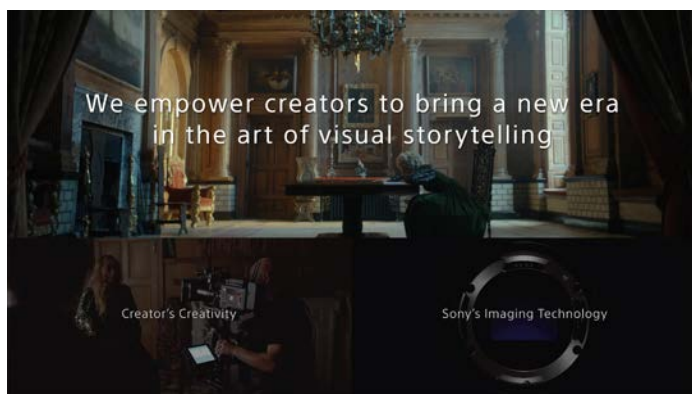 We empower creators to bring a new era
in the art of visual storytelling
Creator's Creativity
Sony's Imaging Technology